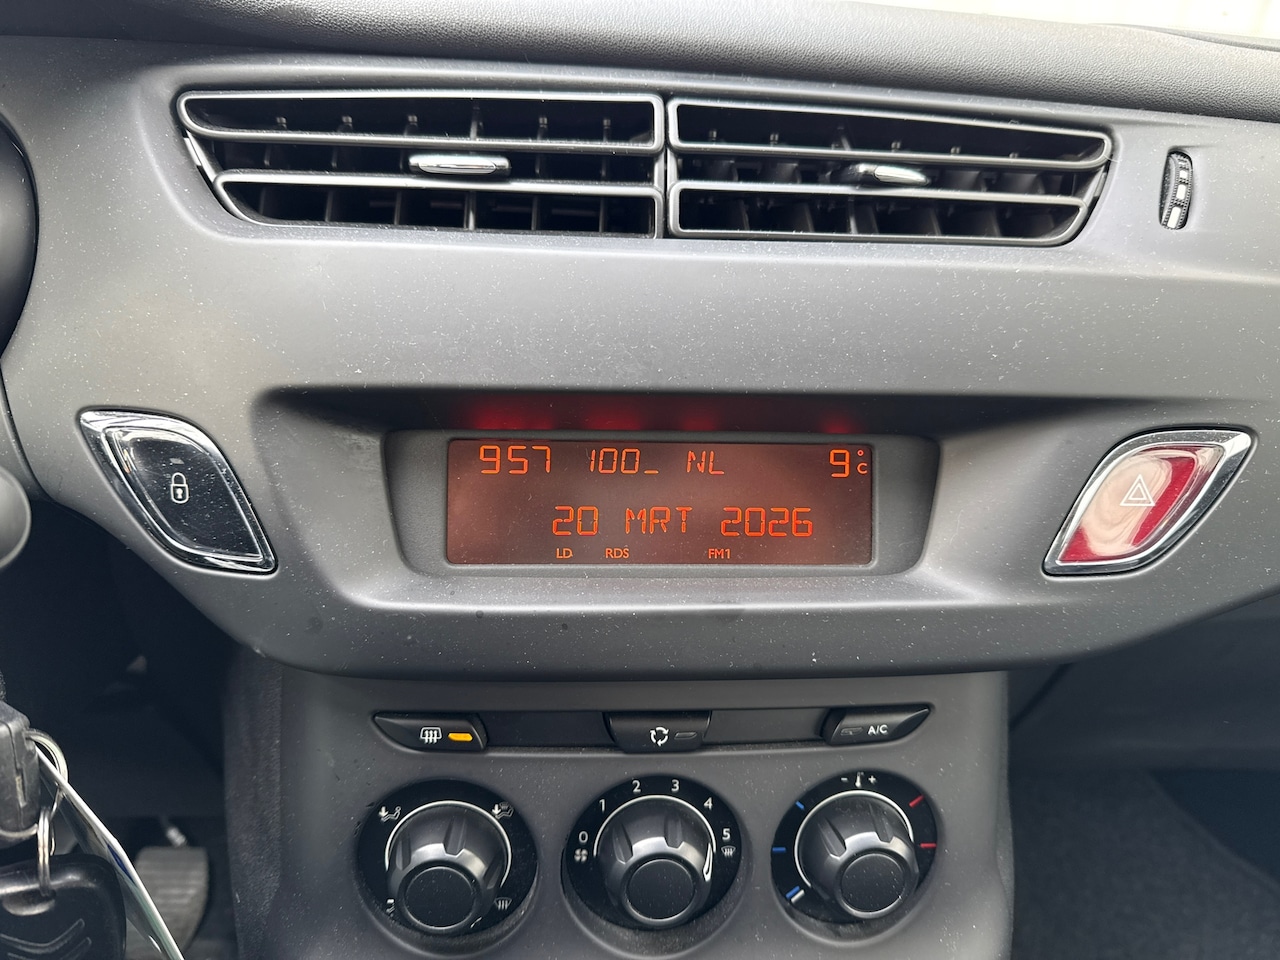 957 100_ NL 9°C
20 MRT 2026
LD RDS FM1
A/C
0 1 2 3 4 5
- +